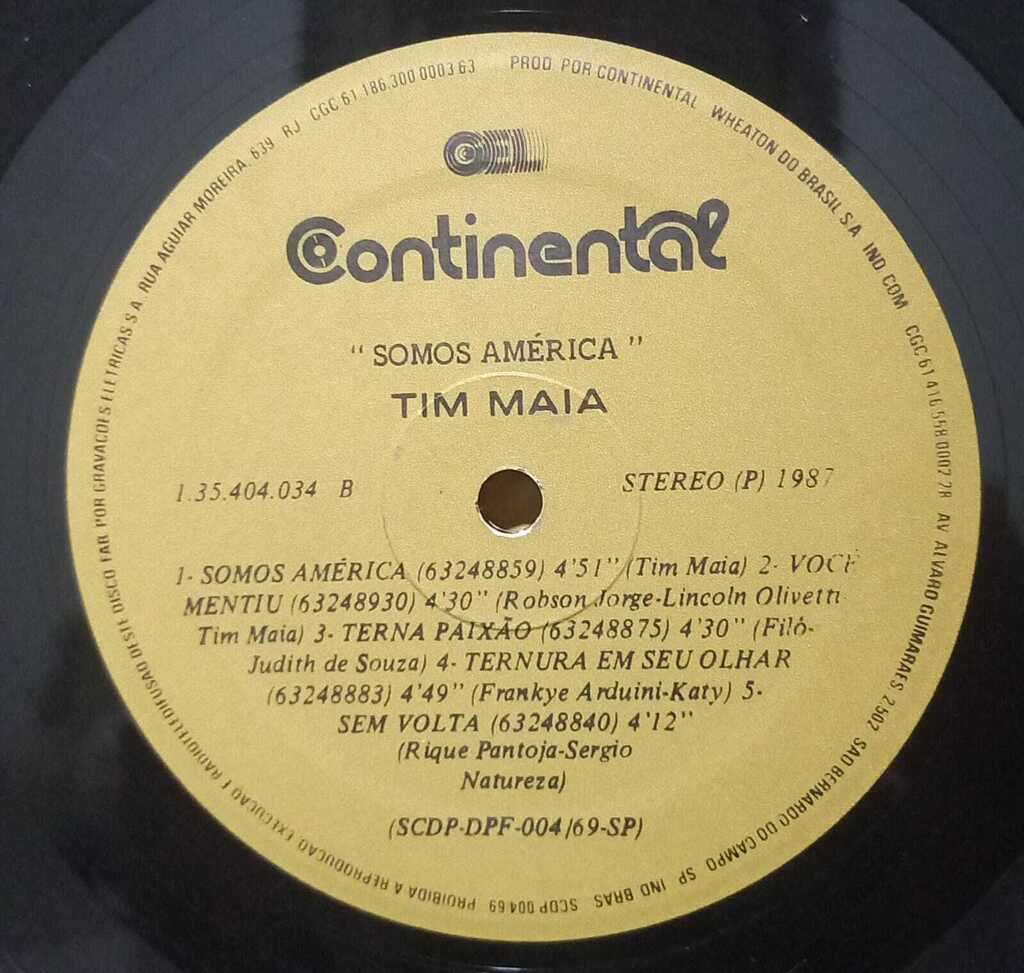 DISCO FAB POR GRAVACOES ELETRICAS S A. RUA AGUIAR MOREIRA, 639 RJ CGC 61 186.300 0003 63 PROD POR CONTINENTAL WHEATON DO BRASIL S.A IND COM CGC 61 416 558 0002 28 AV ALVARO GUIMARAES, 2 502 SAO BERNARDO DO CAMPO SP IND BRAS SCDP 004 69 PROIBIDA A REPRODUCAO, EXECUCAO E RADIOTELEDIFUSAO DESTE
Continental
" SOMOS AMÉRICA "
TIM MAIA
1.35.404.034 B
STEREO (P) 1987
1- SOMOS AMÉRICA (63248859) 4'51" (Tim Maia) 2- VOCÊ
MENTIU (63248930) 4'30" (Robson Jorge-Lincoln Olivetti
Tim Maia) 3- TERNA PAIXÃO (63248875) 4'30" (Filó-
Judith de Souza) 4- TERNURA EM SEU OLHAR
(63248883) 4'49" (Frankye Arduini-Katy) 5-
SEM VOLTA (63248840) 4'12"
(Rique Pantoja-Sergio
Natureza)
(SCDP-DPF-004/69-SP)